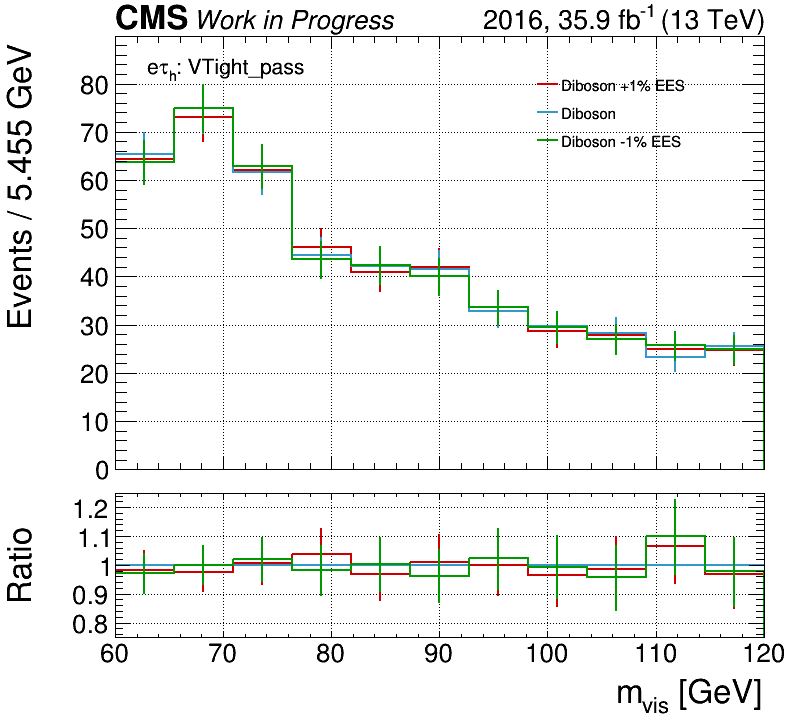 CMS Work in Progress 2016, 35.9 fb⁻¹ (13 TeV)
eτₕ: VTight_pass
Diboson +1% EES
Diboson
Diboson -1% EES
Events / 5.455 GeV
80
70
60
50
40
30
20
10
0
Ratio
1.2
1.1
1
0.9
0.8
60 70 80 90 100 110 120
m_vis [GeV]